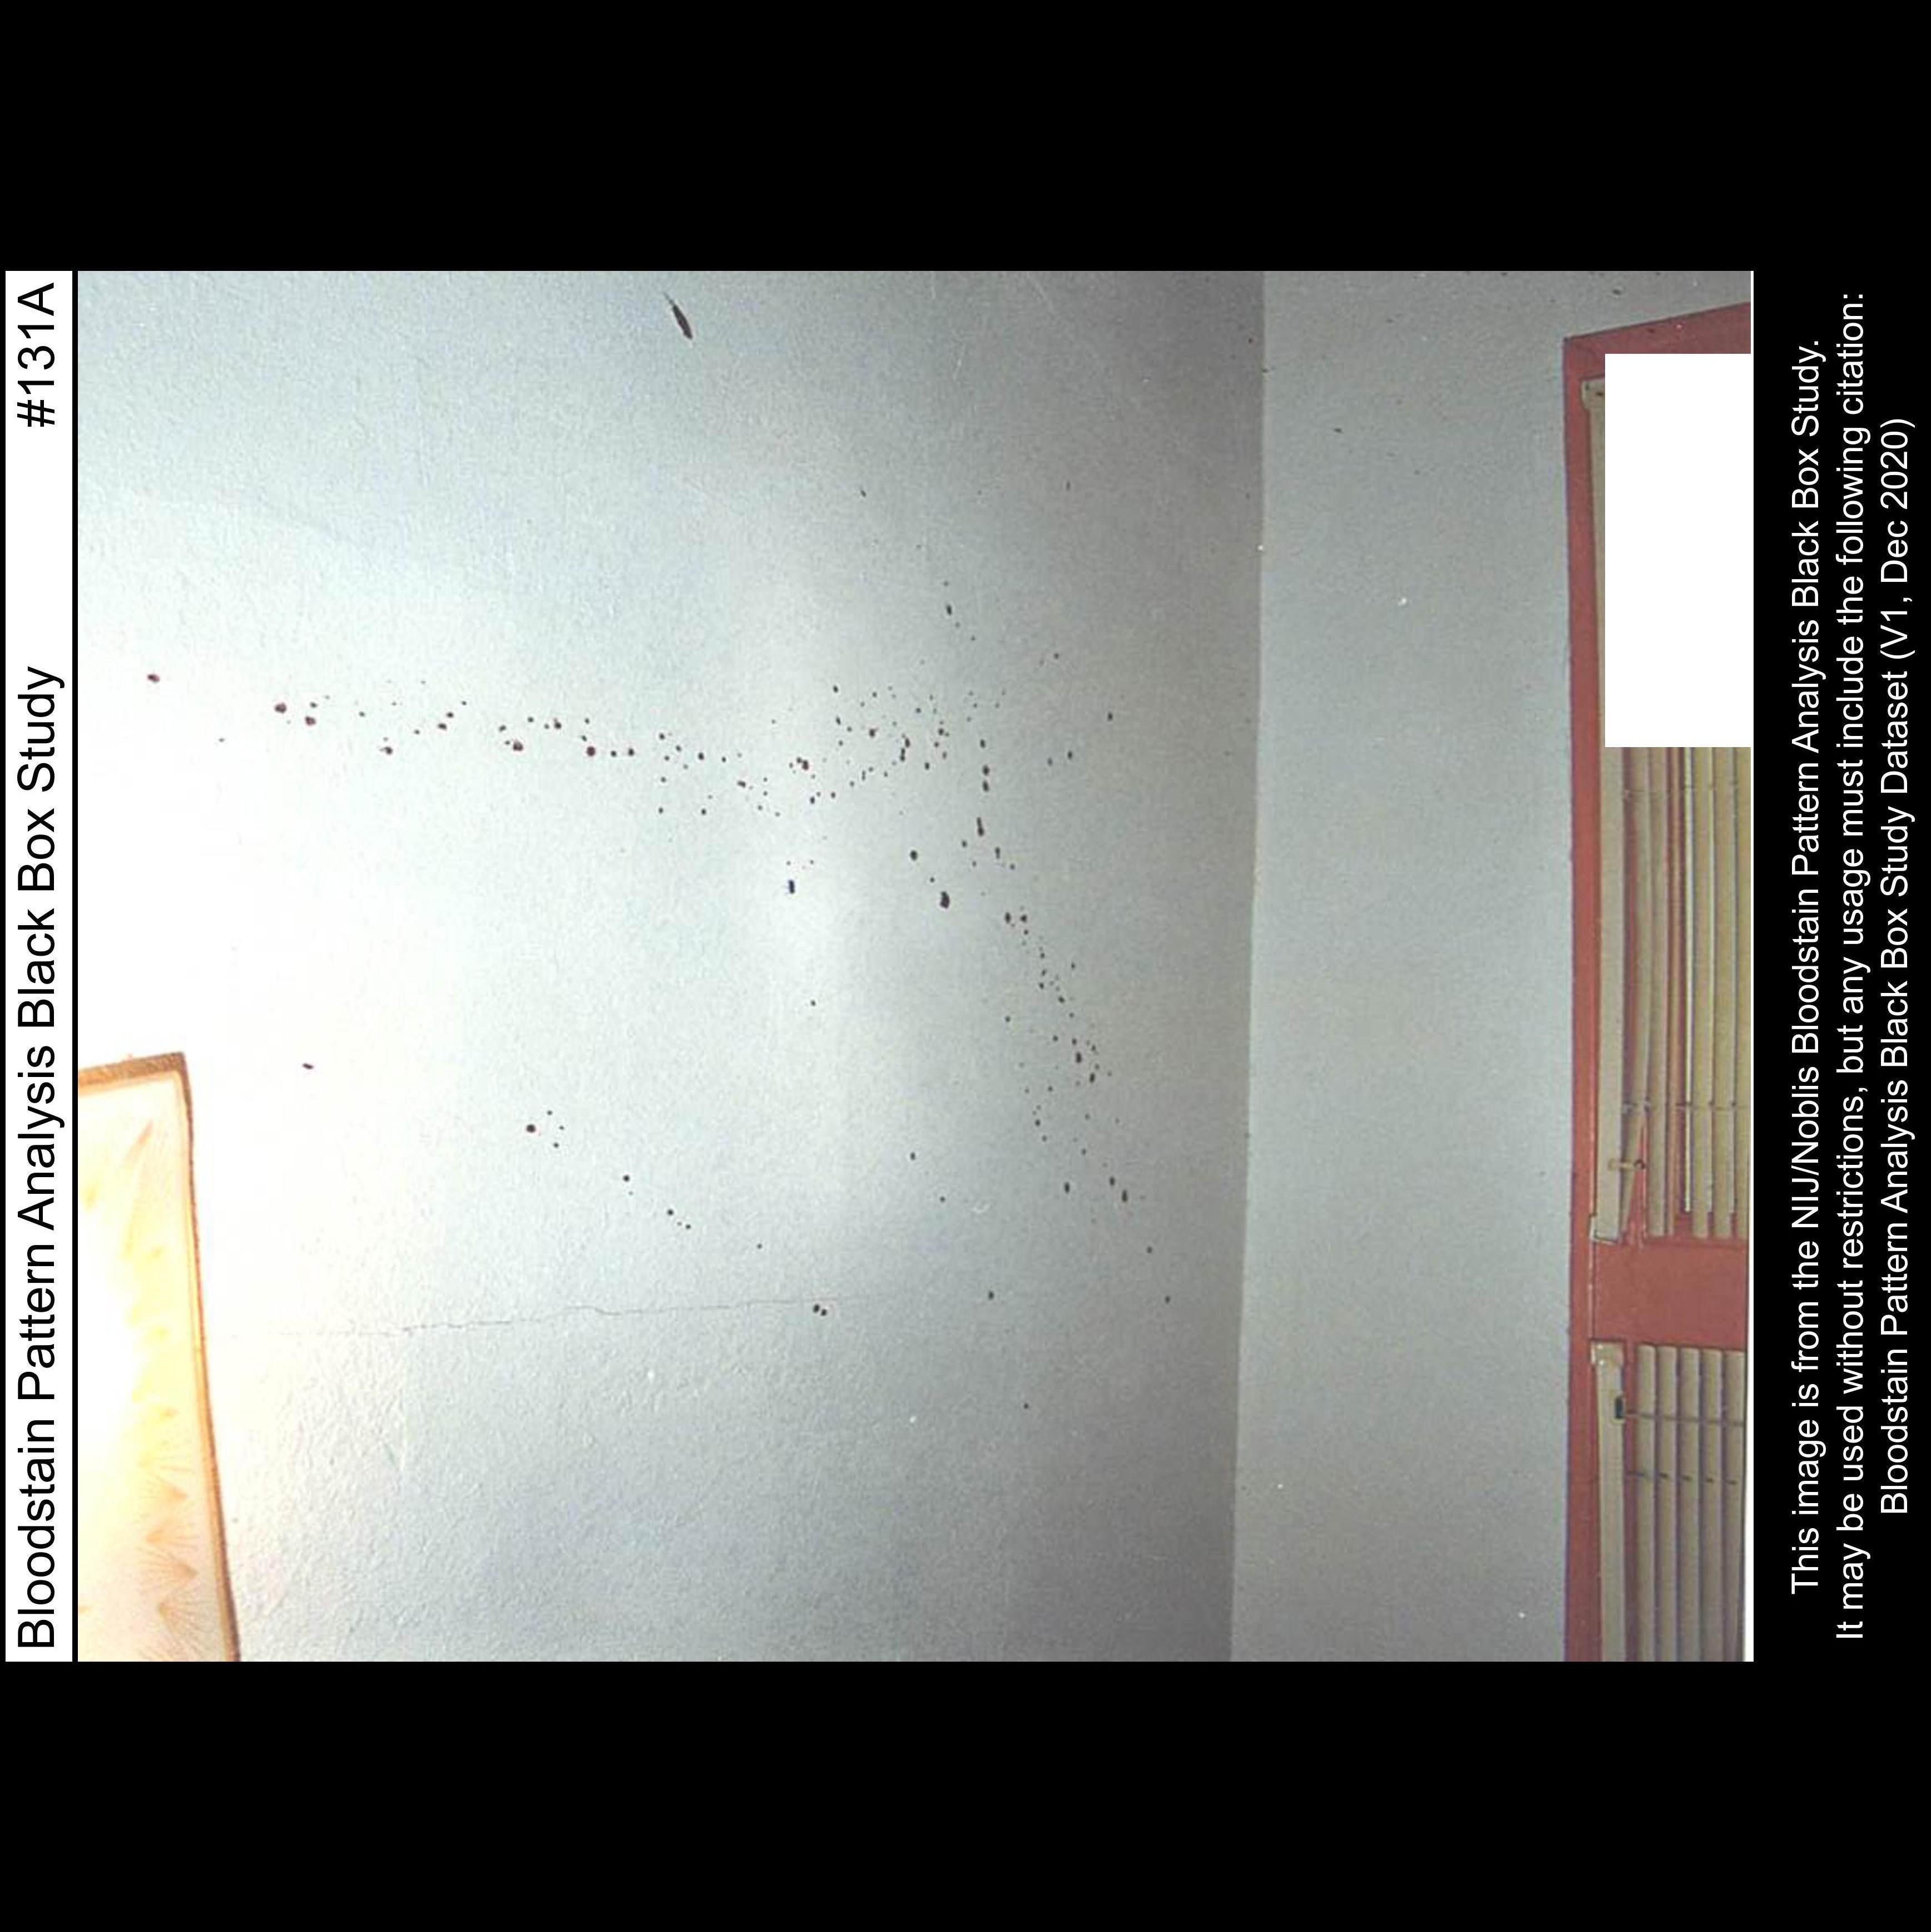 Bloodstain Pattern Analysis Black Box Study #131A
This image is from the NIJ/Noblis Bloodstain Pattern Analysis Black Box Study.
It may be used without restrictions, but any usage must include the following citation:
Bloodstain Pattern Analysis Black Box Study Dataset (V1, Dec 2020)